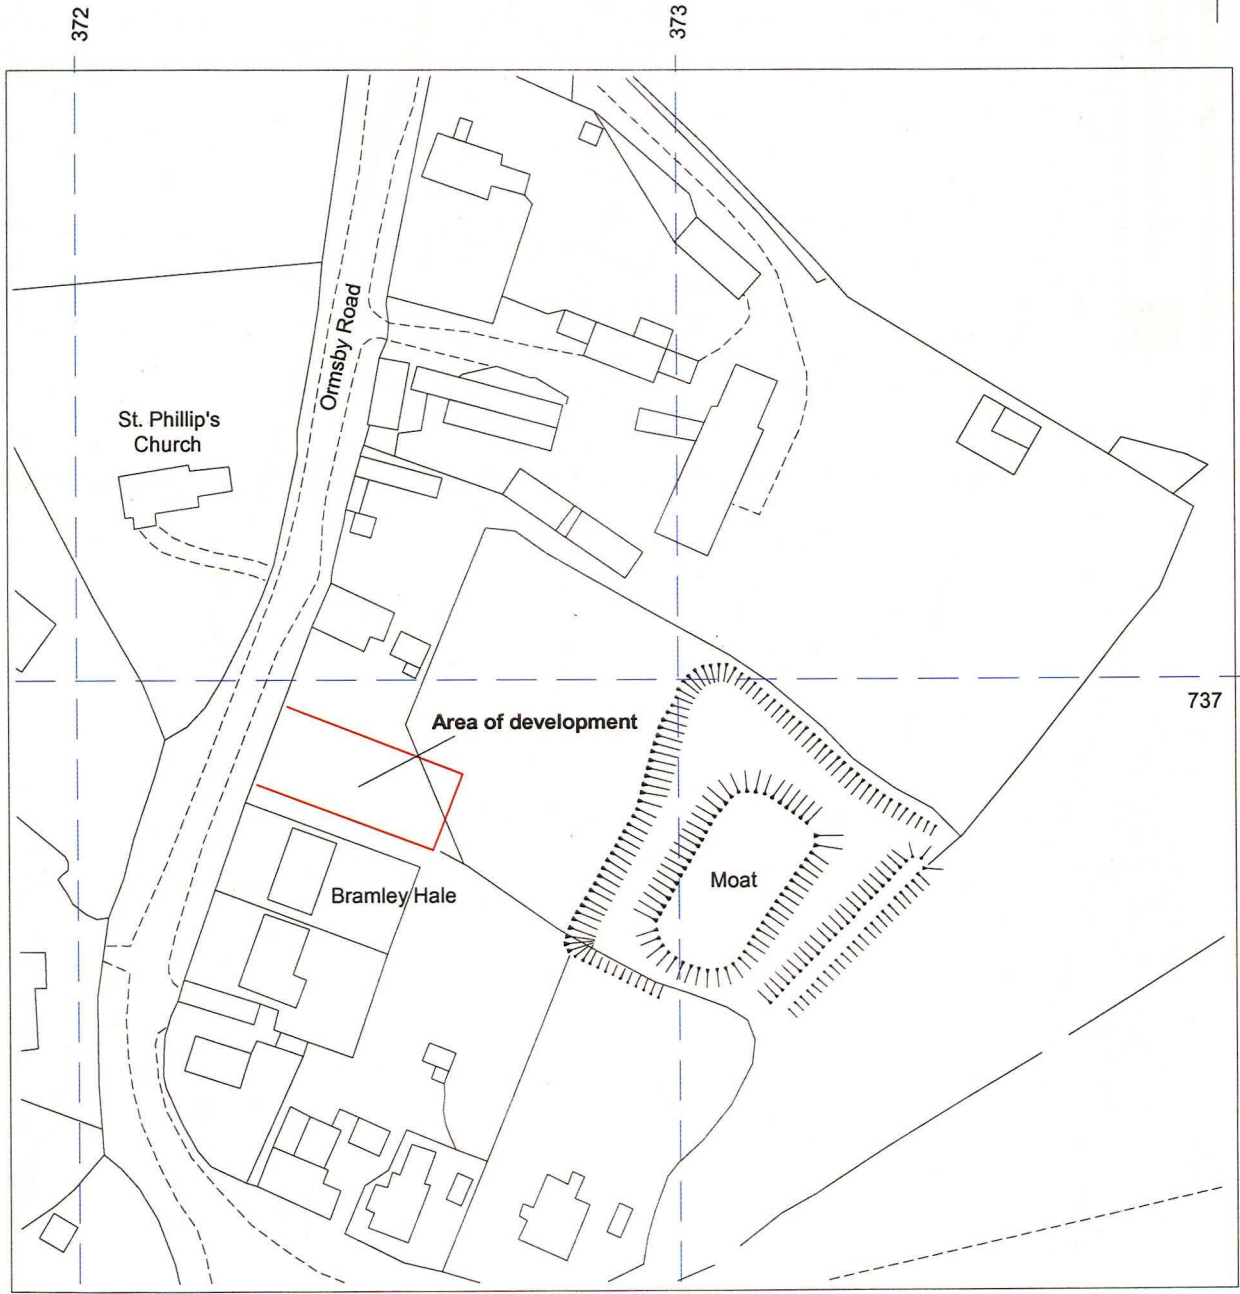 372
373
Ormsby Road
St. Phillip's
Church
737
Area of development
Moat
Bramley Hale